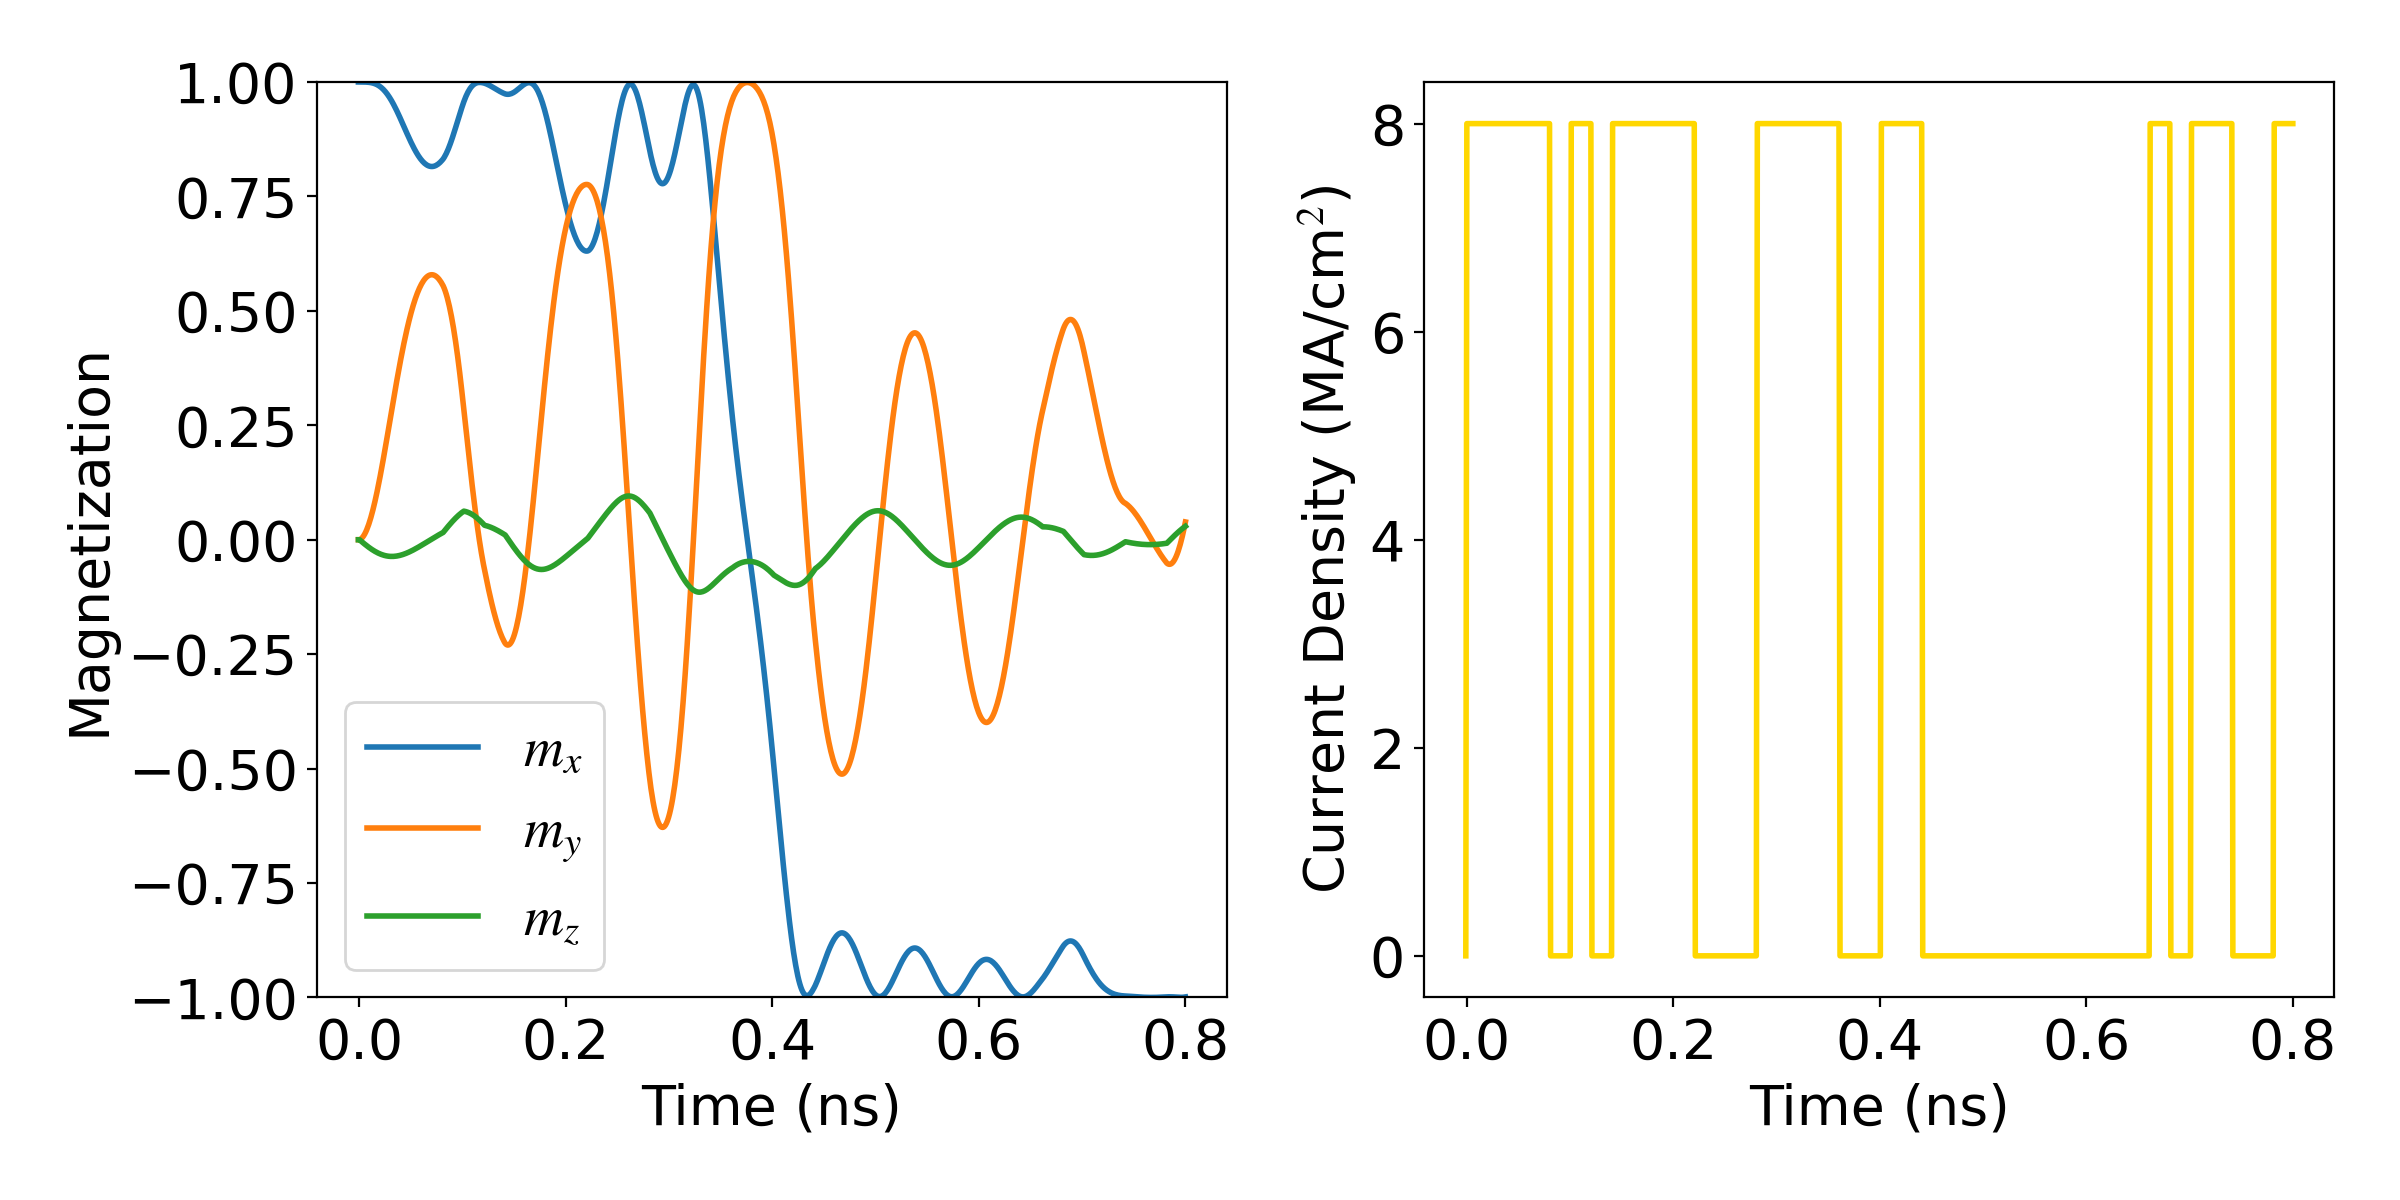 Magnetization
1.00
0.75
0.50
0.25
0.00
−0.25
−0.50
−0.75
−1.00
m_x
m_y
m_z
0.0 0.2 0.4 0.6 0.8
Time (ns)
Current Density (MA/cm²)
8
6
4
2
0
0.0 0.2 0.4 0.6 0.8
Time (ns)